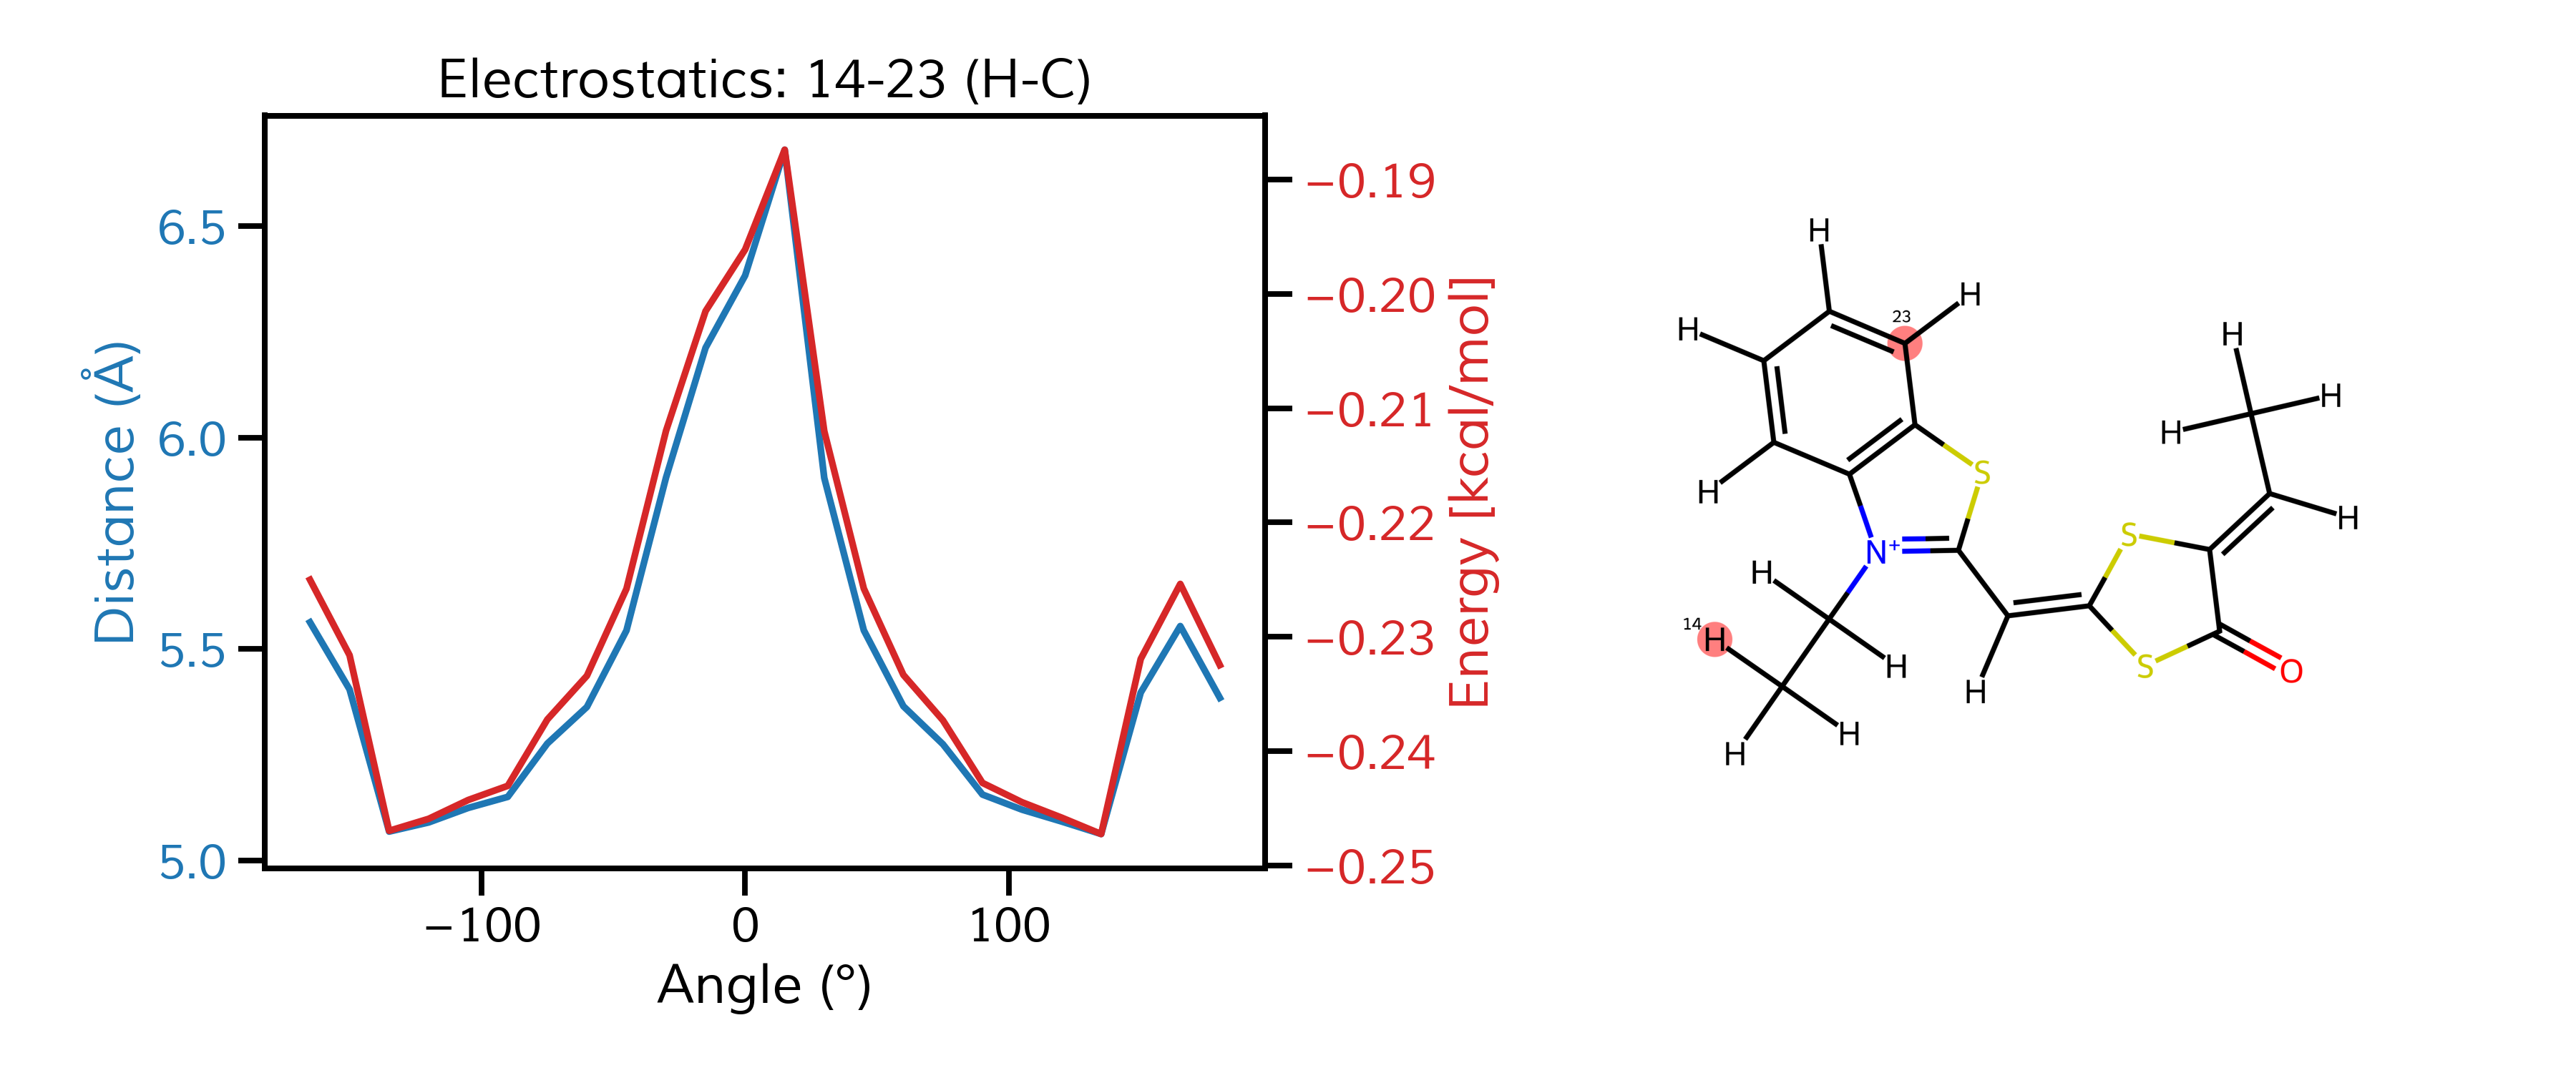 Electrostatics: 14-23 (H-C)
Distance (Å)
6.5
6.0
5.5
5.0
−100
0
100
Angle (°)
−0.19
−0.20
−0.21
−0.22
−0.23
−0.24
−0.25
Energy [kcal/mol]
H
H
23
H
H
H
H
H
S
H
H
S
N⁺
H
14
H
H
S
O
H
H
H